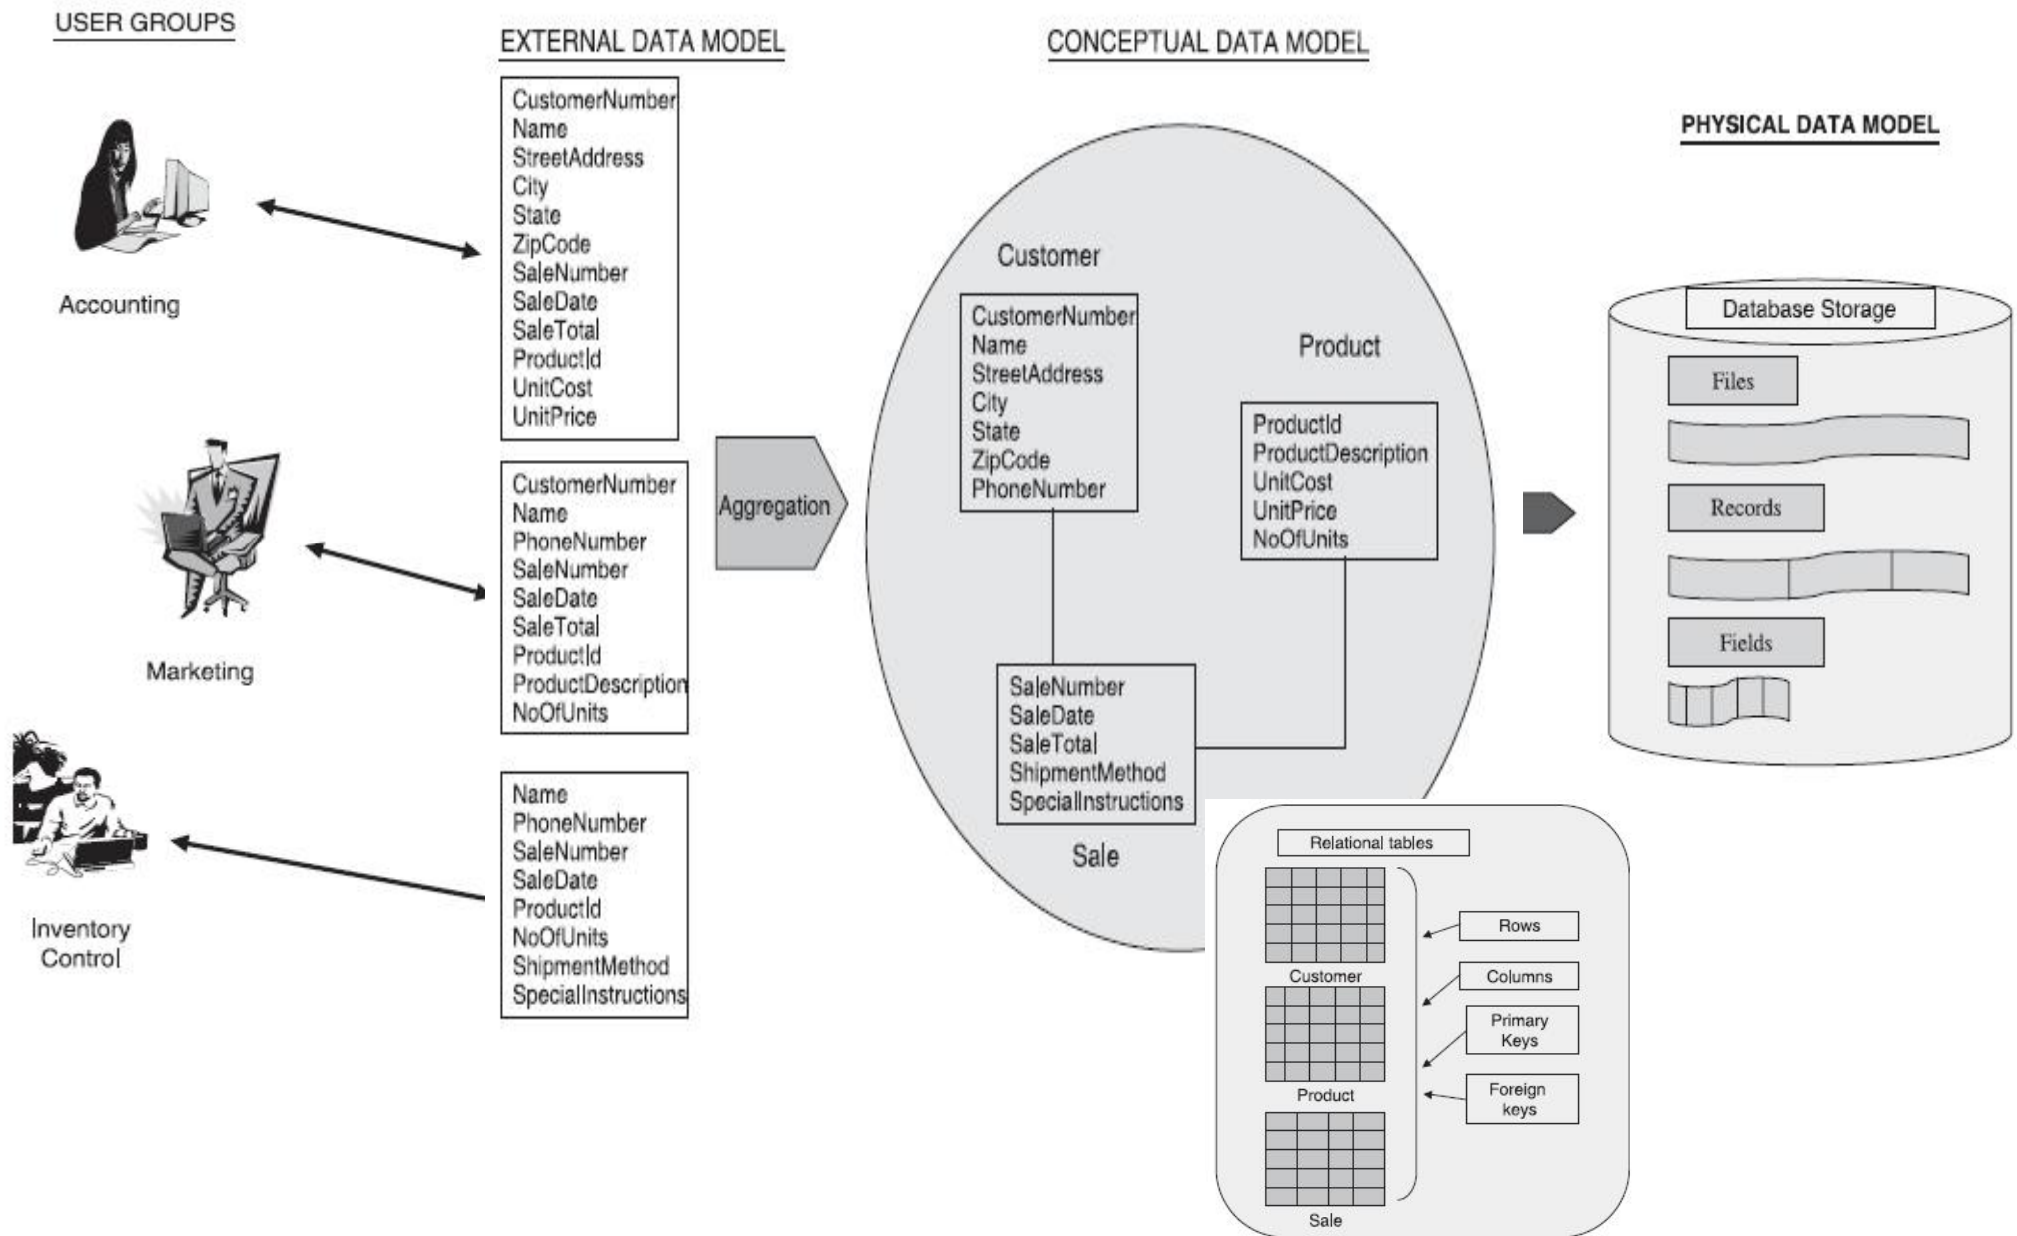 USER GROUPS
Accounting
Marketing
Inventory
Control
EXTERNAL DATA MODEL
CustomerNumber
Name
StreetAddress
City
State
ZipCode
SaleNumber
SaleDate
SaleTotal
ProductId
UnitCost
UnitPrice
CustomerNumber
Name
PhoneNumber
SaleNumber
SaleDate
SaleTotal
ProductId
ProductDescription
NoOfUnits
Name
PhoneNumber
SaleNumber
SaleDate
ProductId
NoOfUnits
ShipmentMethod
SpecialInstructions
Aggregation
CONCEPTUAL DATA MODEL
Customer
CustomerNumber
Name
StreetAddress
City
State
ZipCode
PhoneNumber
Product
ProductId
ProductDescription
UnitCost
UnitPrice
NoOfUnits
SaleNumber
SaleDate
SaleTotal
ShipmentMethod
SpecialInstructions
Sale
PHYSICAL DATA MODEL
Database Storage
Files
Records
Fields
Relational tables
Customer
Product
Sale
Rows
Columns
Primary
Keys
Foreign
keys